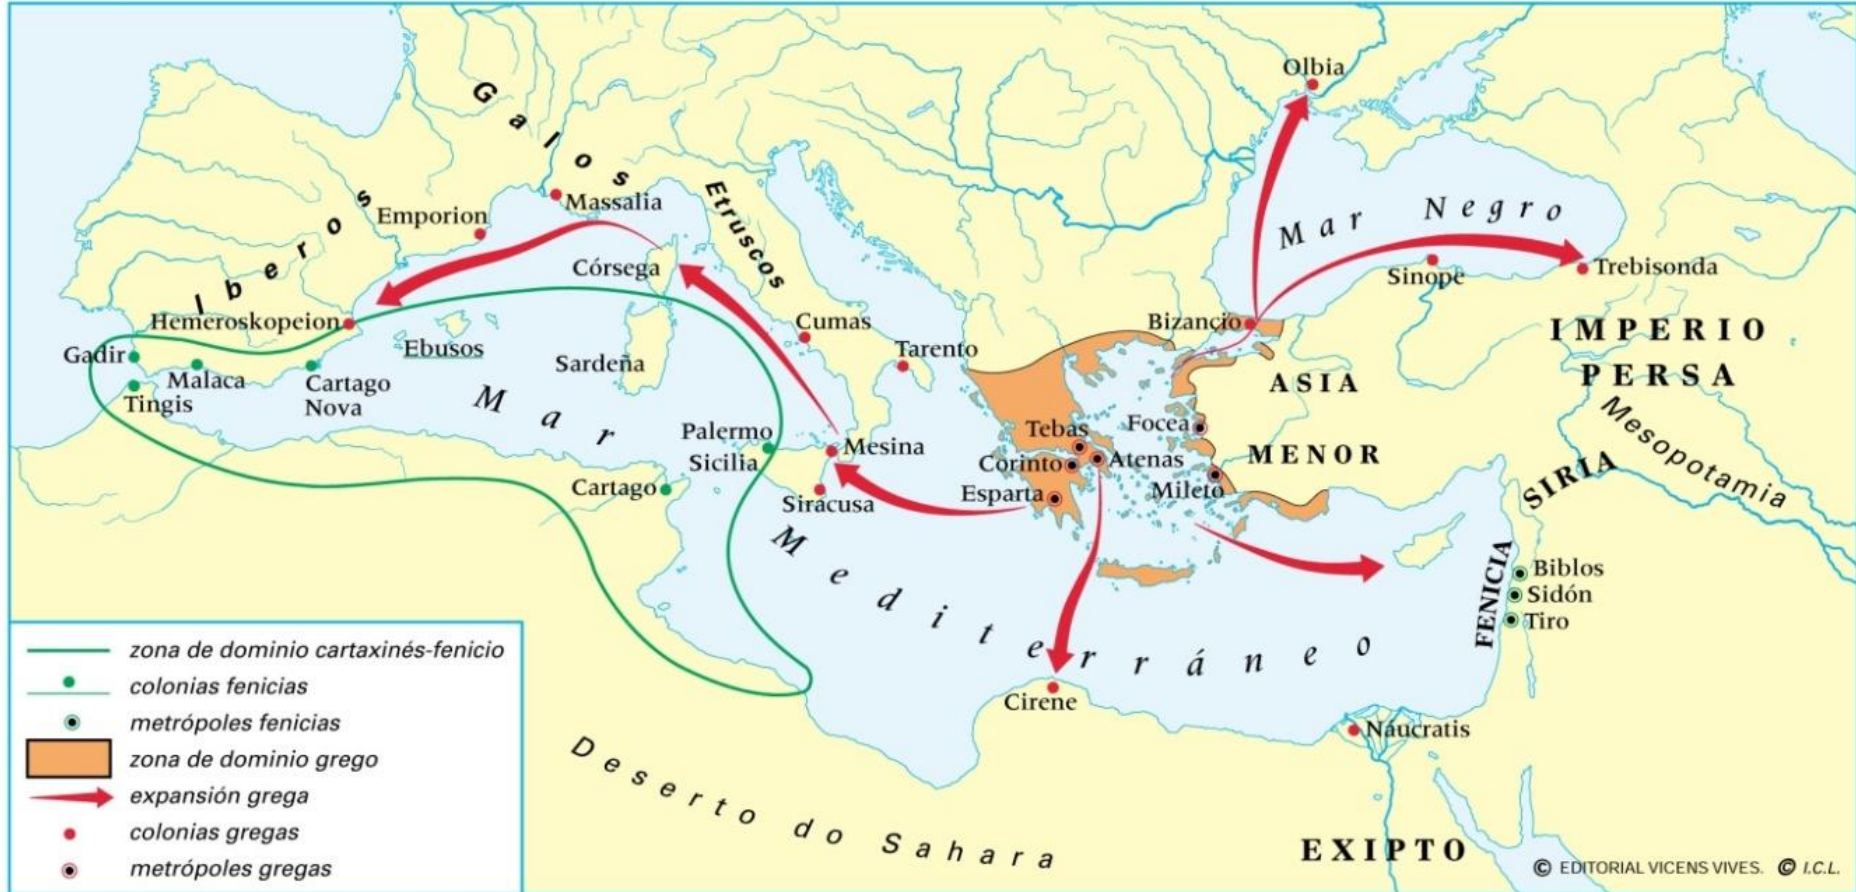 Olbia
Galos
Massalia
Etruscos
Mar Negro
Emporion
Iberos
Córsega
Sinope
Trebisonda
Hemeroskopeion
Cumas
Bizancio
IMPERIO
PERSA
Gadir
Ebusos
Sardeña
Tarento
ASIA
MENOR
Malaca
Cartago
Nova
Tingis
Mar Mediterráneo
Mesopotamia
Palermo
Sicilia
Mesina
Tebas
Focea
Corinto
Atenas
SIRIA
Cartago
Siracusa
Esparta
Mileto
FENICIA
Biblos
Sidón
Tiro
Cirene
Náucratis
Deserto do Sahara
EXIPTO
zona de dominio cartaxinés-fenicio
colonias fenicias
metrópoles fenicias
zona de dominio grego
expansión grega
colonias gregas
metrópoles gregas
© EDITORIAL VICENS VIVES. © I.C.L.